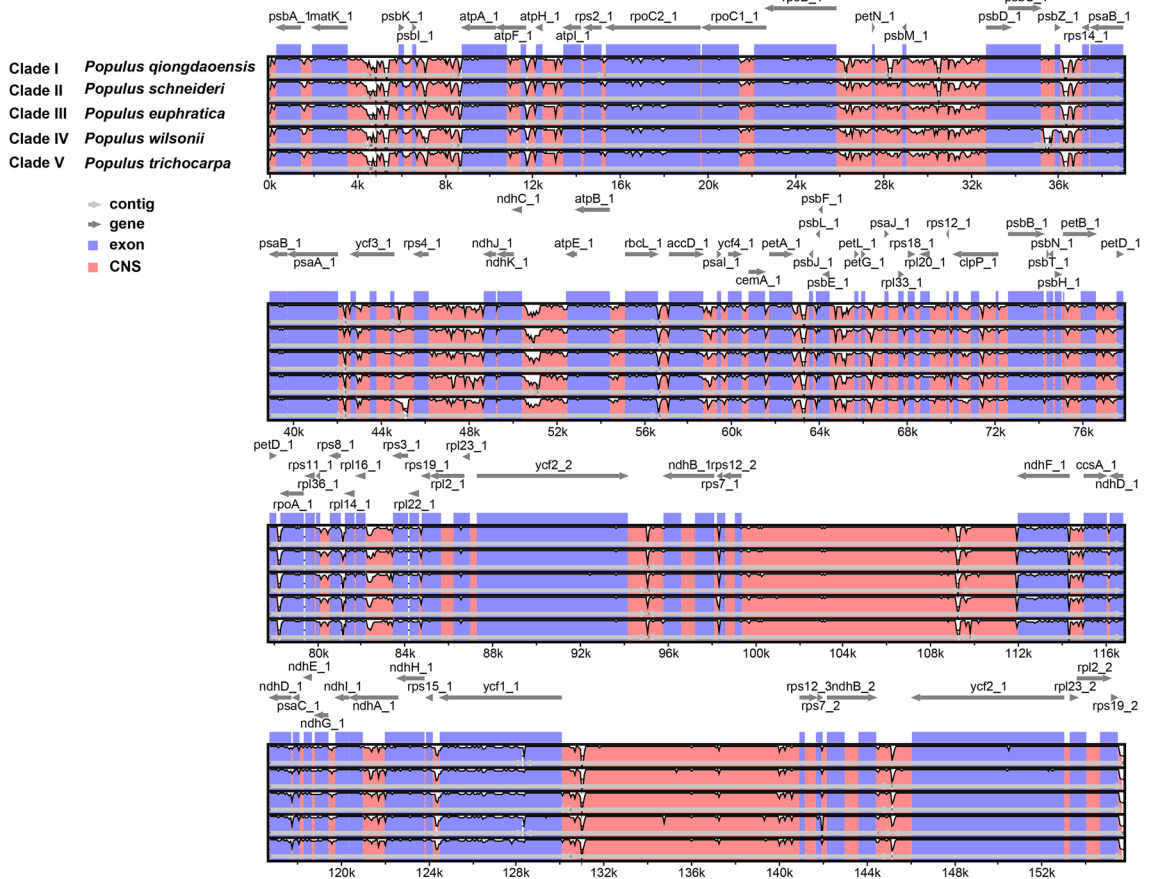 psbA_1 matK_1 psbK_1 atpA_1 atpH_1 rps2_1 rpoC2_1 rpoC1_1 petN_1 psbD_1 psbZ_1 psaB_1
psbI_1 atpF_1 atpI_1 psbM_1 rps14_1
Clade I Populus qiongdaoensis
Clade II Populus schneideri
Clade III Populus euphratica
Clade IV Populus wilsonii
Clade V Populus trichocarpa
0k 4k 8k 12k 16k 20k 24k 28k 32k 36k
contig
gene
exon
CNS
ndhC_1 atpB_1 psbF_1
psbL_1 psaJ_1 rps12_1 psbB_1 petB_1
psaB_1 ycf3_1 rps4_1 ndhJ_1 atpE_1 rbcL_1 accD_1 ycf4_1 petA_1 petL_1 rps18_1 psbN_1 petD_1
psaA_1 ndhK_1 psaI_1 psbJ_1 petG_1 rpl20_1 clpP_1 psbT_1
cemA_1 psbE_1 rpl33_1 psbH_1
40k 44k 48k 52k 56k 60k 64k 68k 72k 76k
petD_1 rps8_1 rps3_1 rpl23_1
rps11_1 rpl16_1 rps19_1 ycf2_2 ndhB_1 rps12_2 ndhF_1 ccsA_1
rpl36_1 rpl2_1 rps7_1 ndhD_1
rpoA_1 rpl14_1 rpl22_1
80k 84k 88k 92k 96k 100k 104k 108k 112k 116k
ndhE_1 ndhH_1 rpl2_2
ndhD_1 ndhI_1 rps15_1 ycf1_1 rps12_3 ndhB_2 ycf2_1 rpl23_2
psaC_1 ndhA_1 rps7_2 rps19_2
ndhG_1
120k 124k 128k 132k 136k 140k 144k 148k 152k